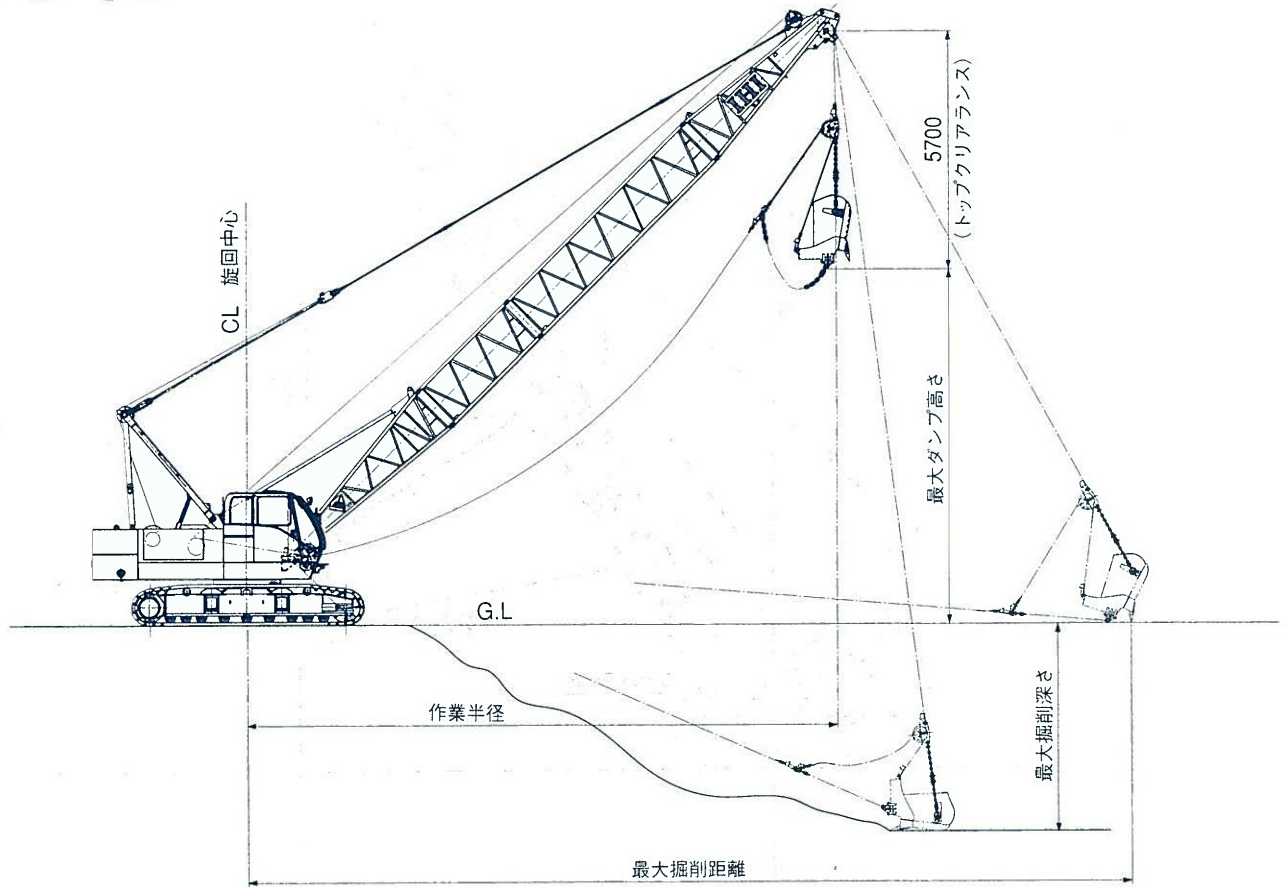 IHI
5700
(トップクリアランス)
CL 旋回中心
最大ダンプ高さ
G.L
作業半径
最大掘削深さ
最大掘削距離